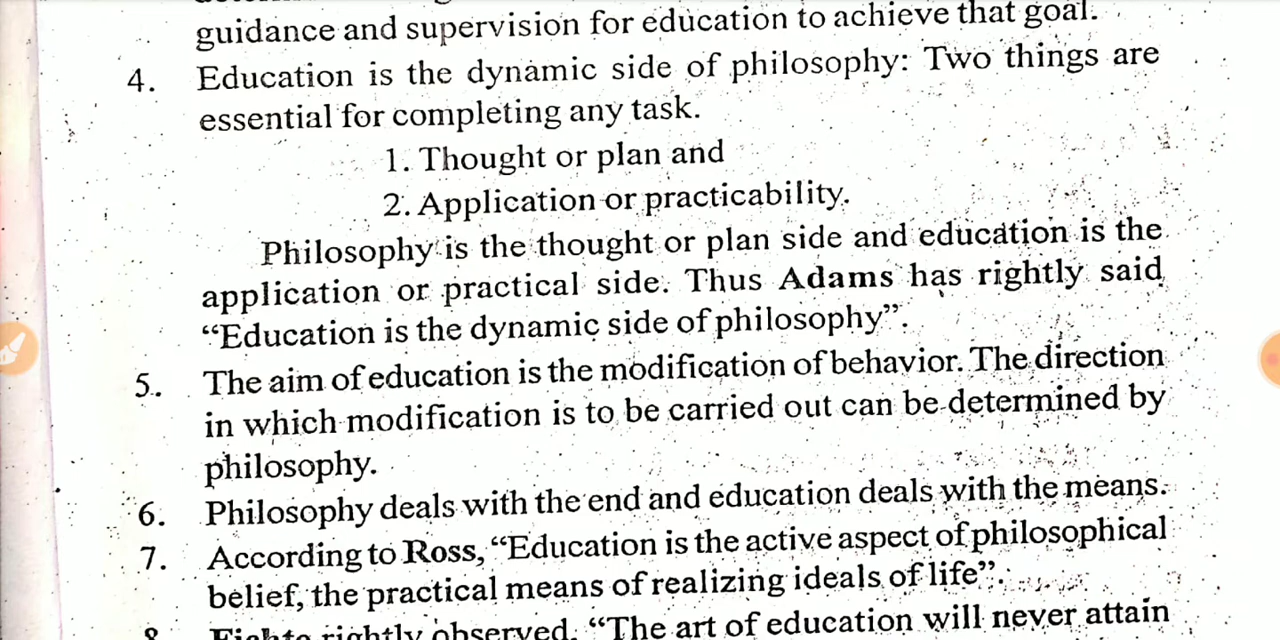 guidance and supervision for education to achieve that goal.
4. Education is the dynamic side of philosophy: Two things are
essential for completing any task.
1. Thought or plan and
2. Application or practicability.
Philosophy is the thought or plan side and education is the
application or practical side. Thus Adams has rightly said
“Education is the dynamic side of philosophy”.
5. The aim of education is the modification of behavior. The direction
in which modification is to be carried out can be determined by
philosophy.
6. Philosophy deals with the end and education deals with the means.
7. According to Ross, “Education is the active aspect of philosophical
belief, the practical means of realizing ideals of life”.
8. rightly observed, “The art of education will never attain